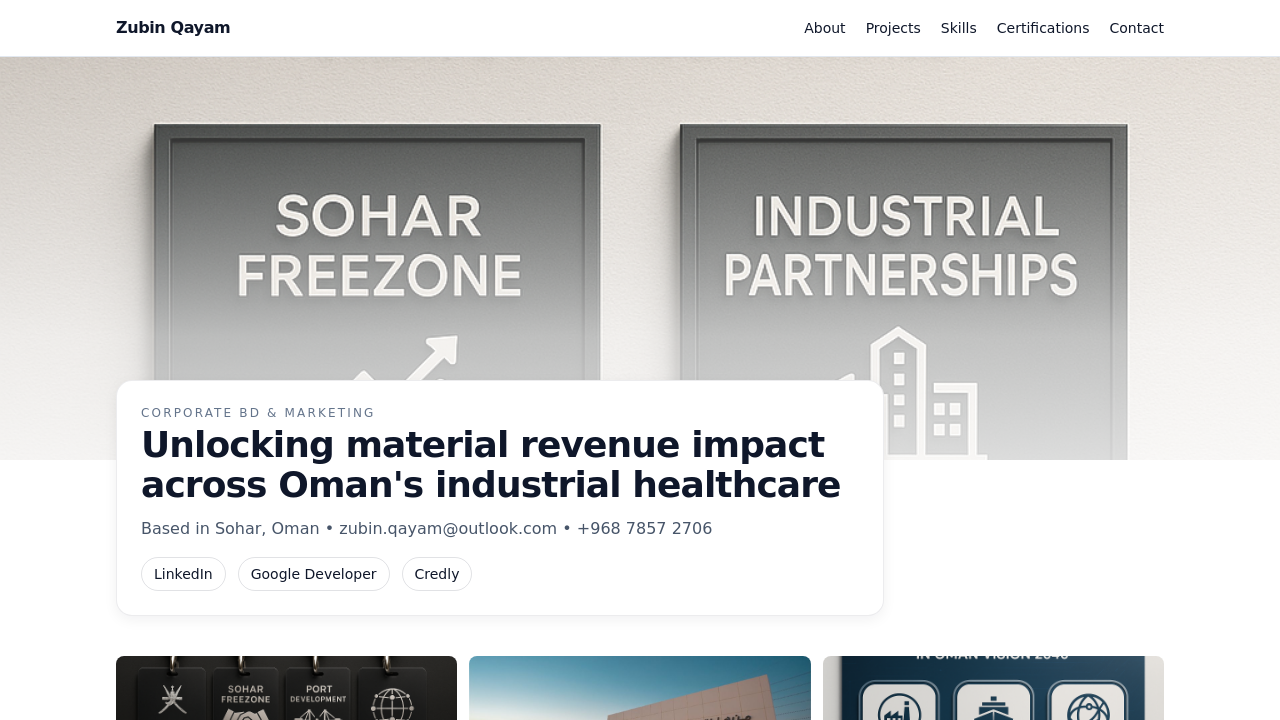 Zubin Qayam
About
Projects
Skills
Certifications
Contact
SOHAR
FREEZONE
INDUSTRIAL
PARTNERSHIPS
CORPORATE BD & MARKETING
Unlocking material revenue impact
across Oman's industrial healthcare
Based in Sohar, Oman • zubin.qayam@outlook.com • +968 7857 2706
LinkedIn
Google Developer
Credly
SOHAR
FREEZONE
PORT
DEVELOPMENT
IN OMAN VISION 2040